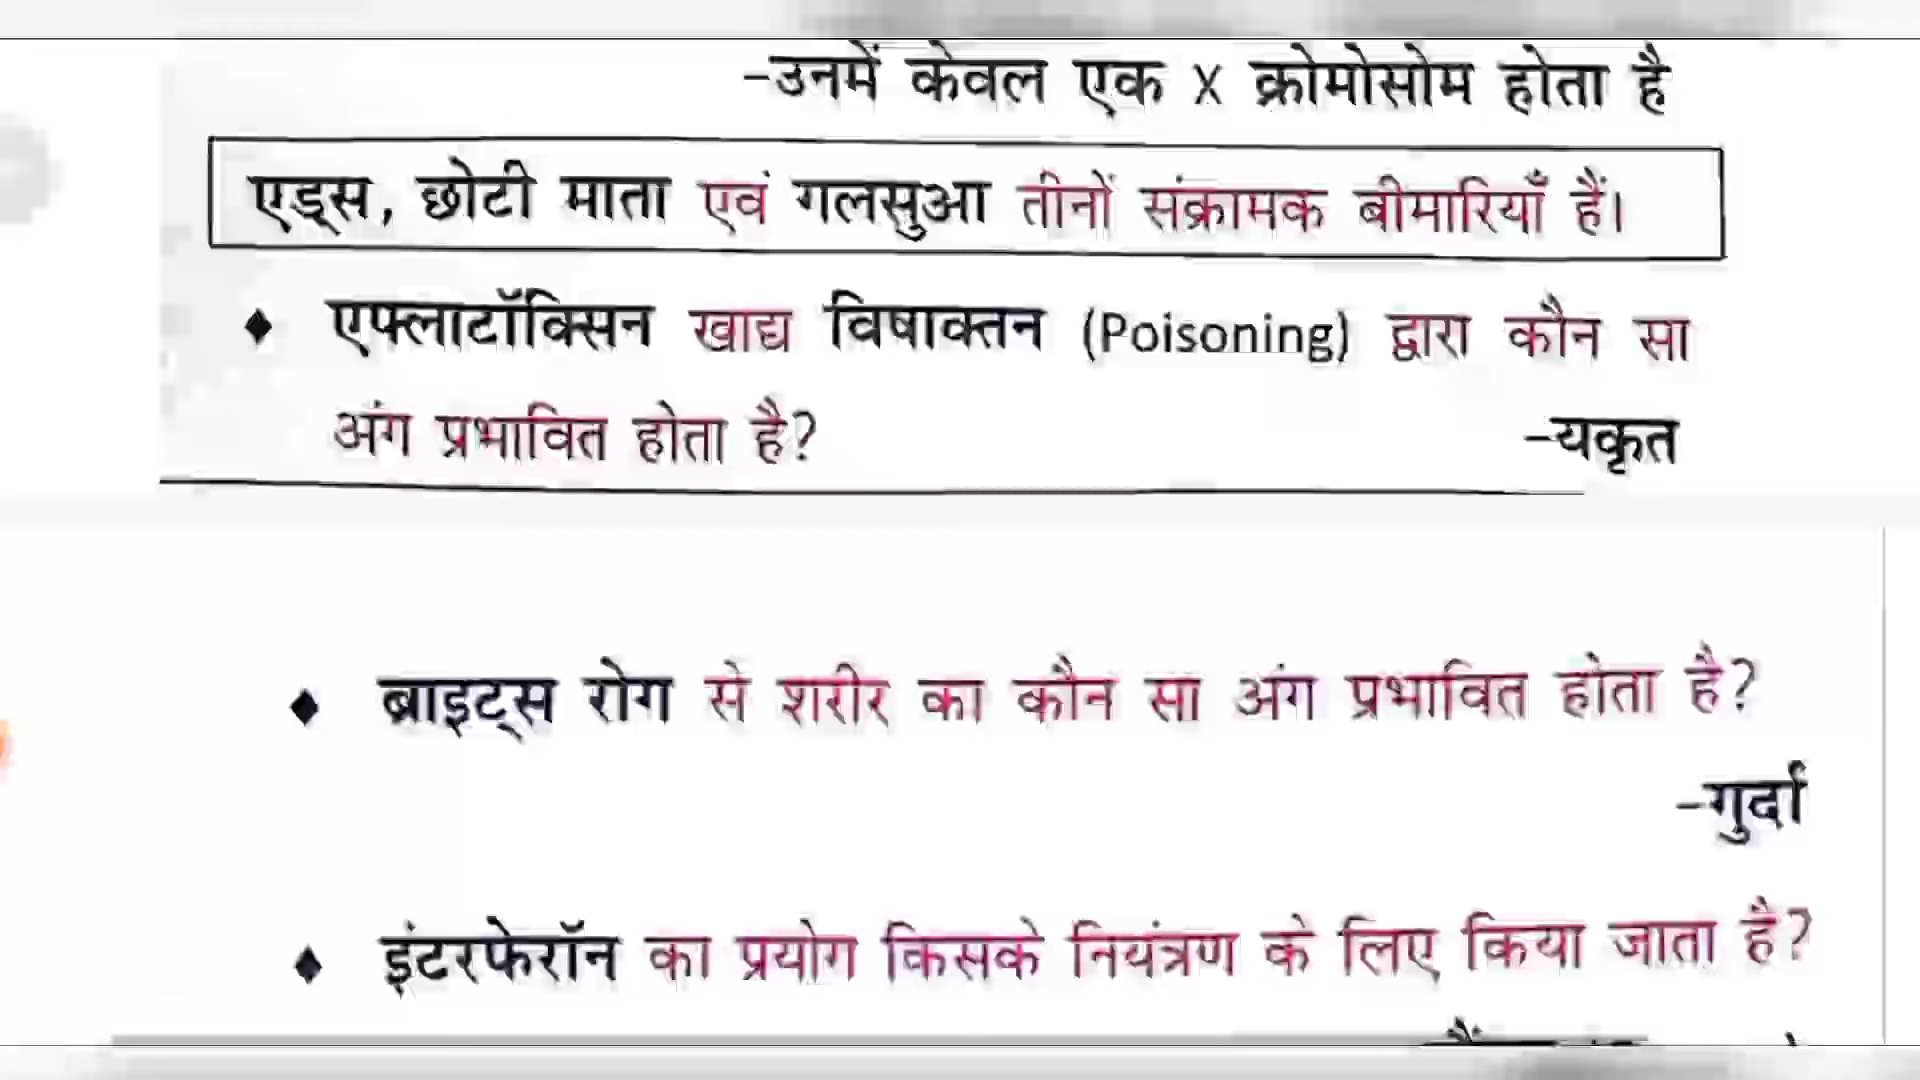 -उनमें केवल एक X क्रोमोसोम होता है
एड्स, छोटी माता एवं गलसुआ तीनों संक्रामक बीमारियाँ हैं।
♦ एफ्लाटॉक्सिन खाद्य विषाक्तन (Poisoning) द्वारा कौन सा
अंग प्रभावित होता है? -यकृत
♦ ब्राइट्स रोग से शरीर का कौन सा अंग प्रभावित होता है?
-गुर्दा
♦ इंटरफेरॉन का प्रयोग किसके नियंत्रण के लिए किया जाता है?